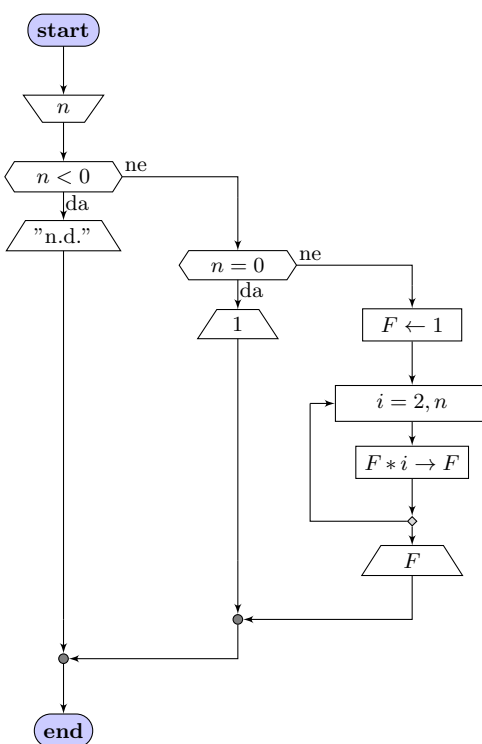 start
n
n < 0
ne
da
"n.d."
n = 0
ne
da
1
F ← 1
i = 2, n
F ∗ i → F
F
end